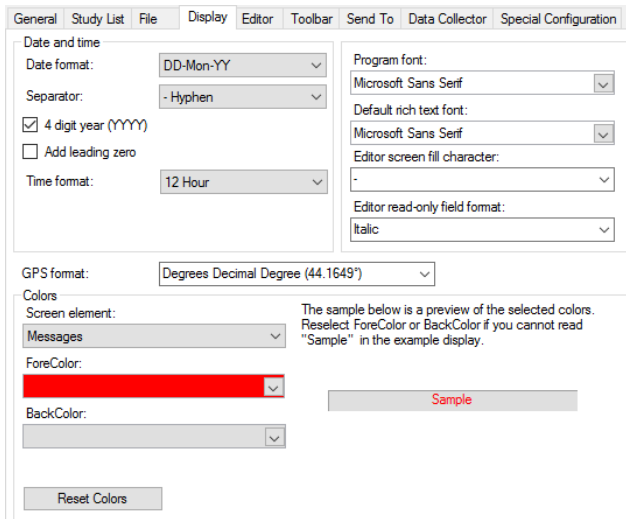 General Study List File Display Editor Toolbar Send To Data Collector Special Configuration
Date and time
Date format: DD-Mon-YY
Separator: - Hyphen
4 digit year (YYYY)
Add leading zero
Time format: 12 Hour
Program font:
Microsoft Sans Serif
Default rich text font:
Microsoft Sans Serif
Editor screen fill character:
-
Editor read-only field format:
Italic
GPS format: Degrees Decimal Degree (44.1649°)
Colors
Screen element:
Messages
ForeColor:
BackColor:
Reset Colors
The sample below is a preview of the selected colors.
Reselect ForeColor or BackColor if you cannot read
"Sample" in the example display.
Sample